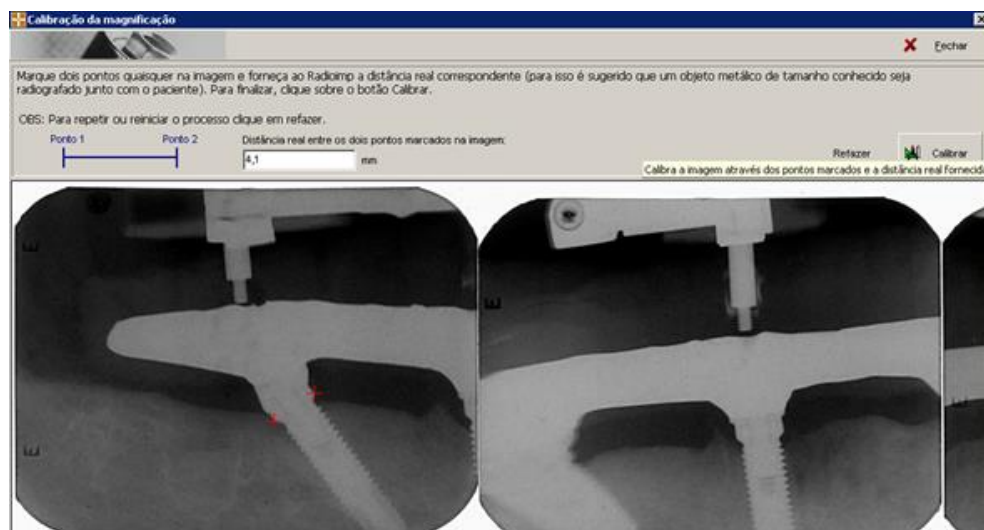 Calibração da magnificação
Fechar
Marque dois pontos quaisquer na imagem e forneça ao Radioimp a distância real correspondente (para isso é sugerido que um objeto metálico de tamanho conhecido seja
radiografado junto com o paciente). Para finalizar, clique sobre o botão Calibrar.
OBS: Para repetir ou reiniciar o processo clique em refazer.
Ponto 1 Ponto 2 Distância real entre os dois pontos marcados na imagem:
4,1 mm
Refazer Calibrar
Calibra a imagem através dos pontos marcados e a distância real fornecid
E
E
E
E